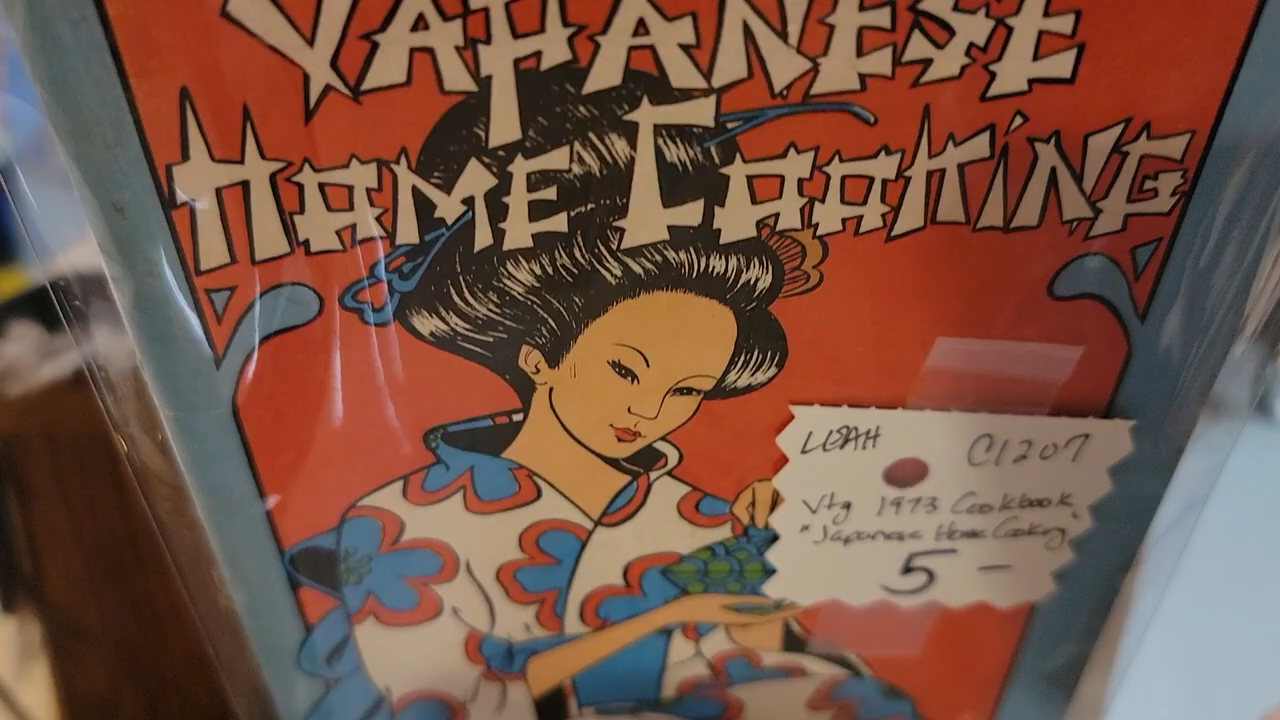 JAPANESE
HOME COOKING
LEAH C1207
Vtg 1973 Cookbook
"Japanese Home Cooking"
5 -